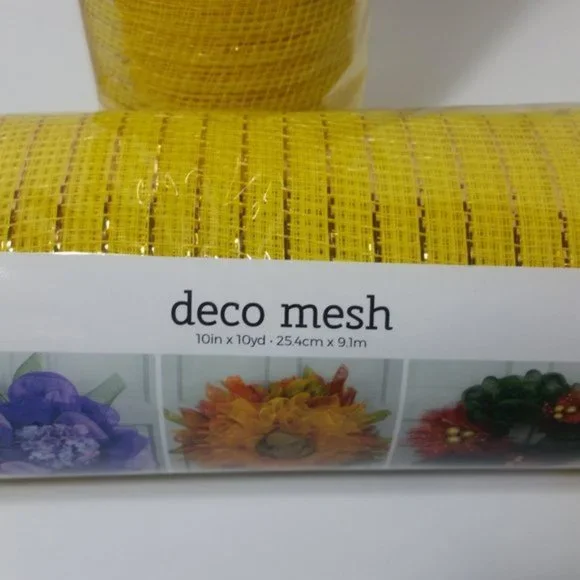 deco mesh
10in x 10yd · 25.4cm x 9.1m